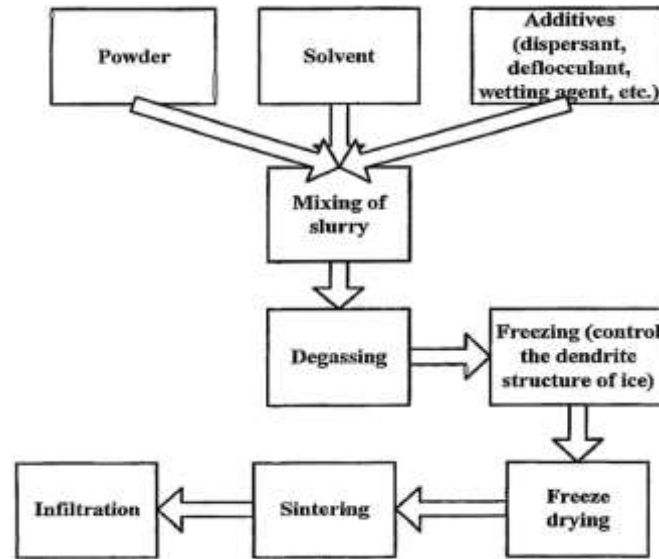 Powder
Solvent
Additives
(dispersant,
deflocculant,
wetting agent, etc.)
Mixing of
slurry
Degassing
Freezing (control
the dendrite
structure of ice)
Infiltration
Sintering
Freeze
drying